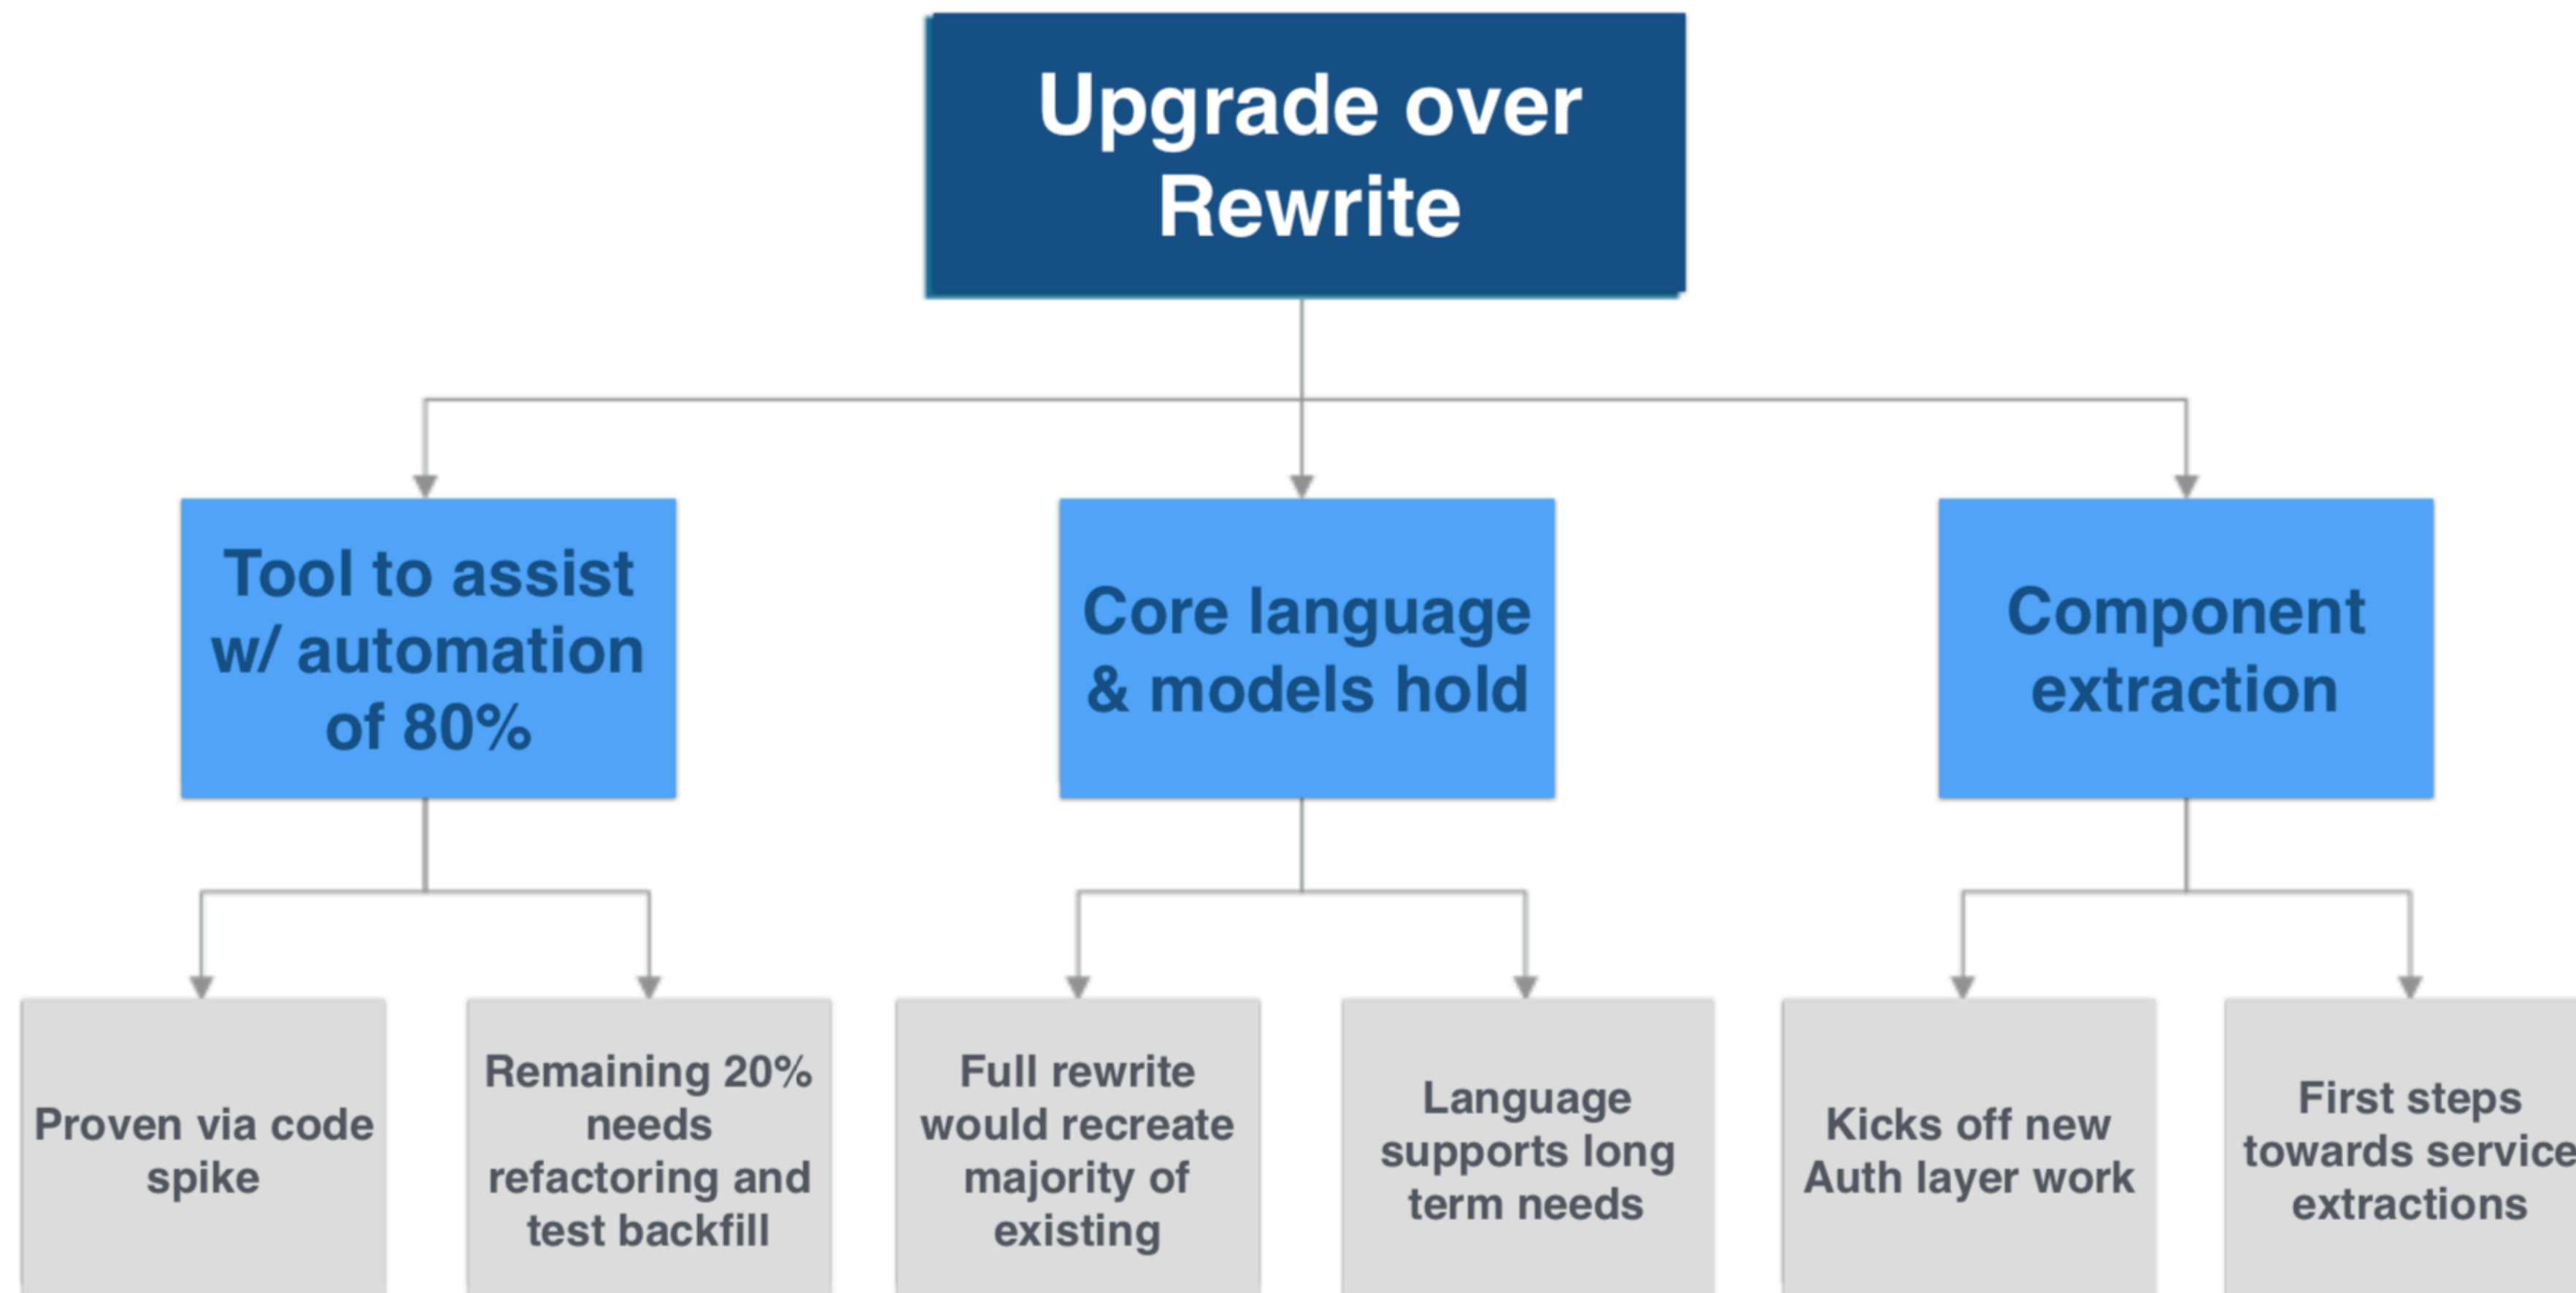 Upgrade over
Rewrite
Tool to assist
w/ automation
of 80%
Core language
& models hold
Component
extraction
Proven via code
spike
Remaining 20%
needs
refactoring and
test backfill
Full rewrite
would recreate
majority of
existing
Language
supports long
term needs
Kicks off new
Auth layer work
First steps
towards service
extractions